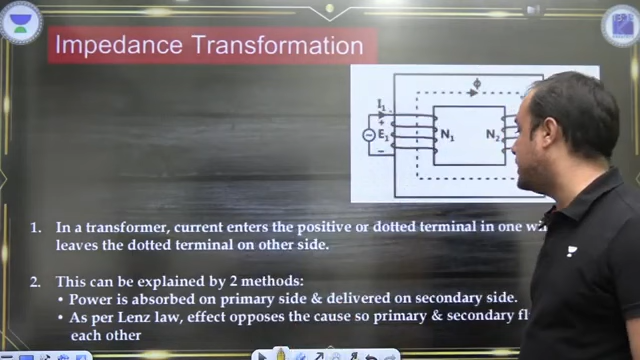 Impedance Transformation
Φ
I₁
+
E₁
N₁
N₂
−
1. In a transformer, current enters the positive or dotted terminal in one
leaves the dotted terminal on other side.
2. This can be explained by 2 methods:
• Power is absorbed on primary side & delivered on secondary side.
• As per Lenz law, effect opposes the cause so primary & secondary
each other